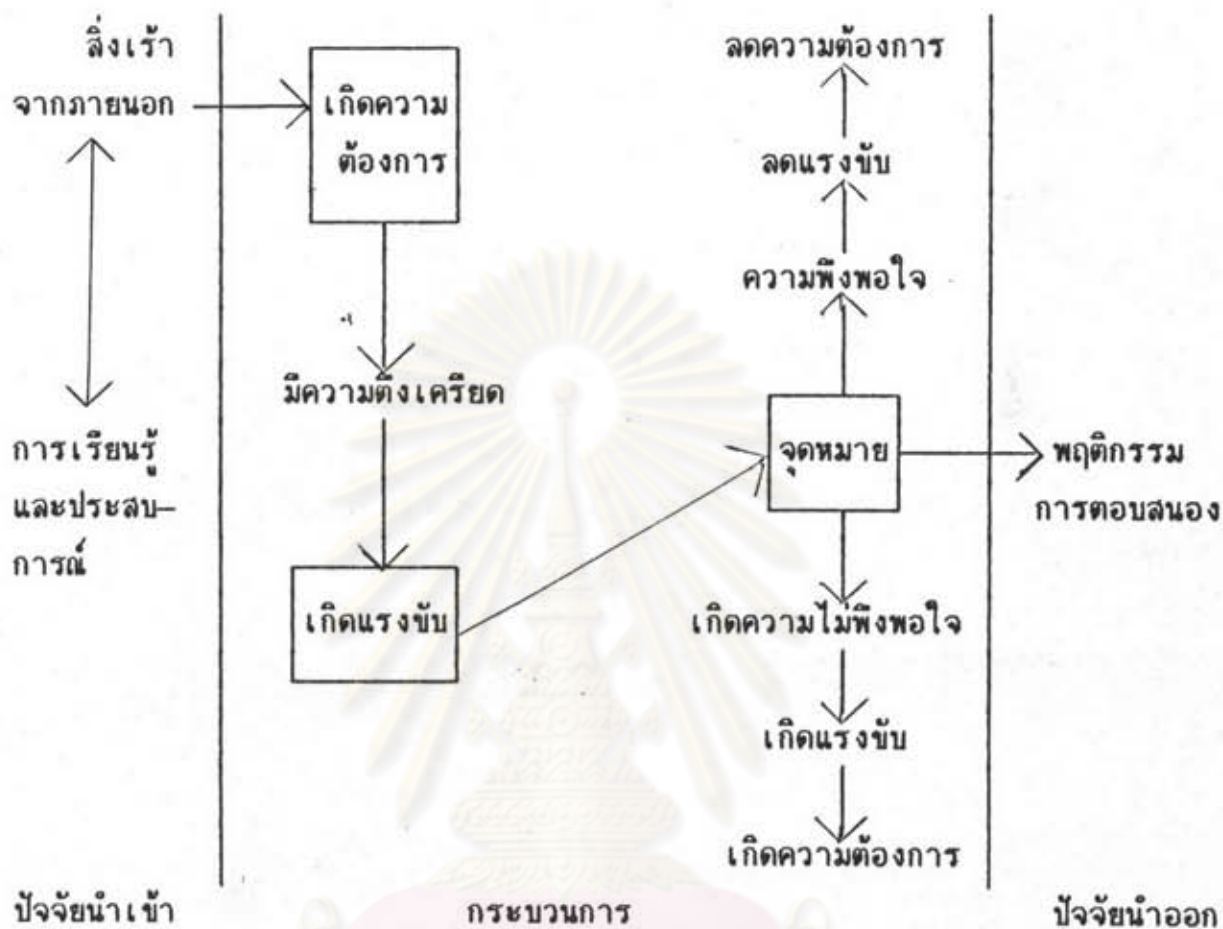 สิ่งเร้า
จากภายนอก
การเรียนรู้
และประสบ-
การณ์
ปัจจัยนำเข้า
เกิดความ
ต้องการ
มีความตึงเครียด
เกิดแรงขับ
กระบวนการ
ลดความต้องการ
ลดแรงขับ
ความพึงพอใจ
จุดหมาย
เกิดความไม่พึงพอใจ
เกิดแรงขับ
เกิดความต้องการ
พฤติกรรม
การตอบสนอง
ปัจจัยนำออก